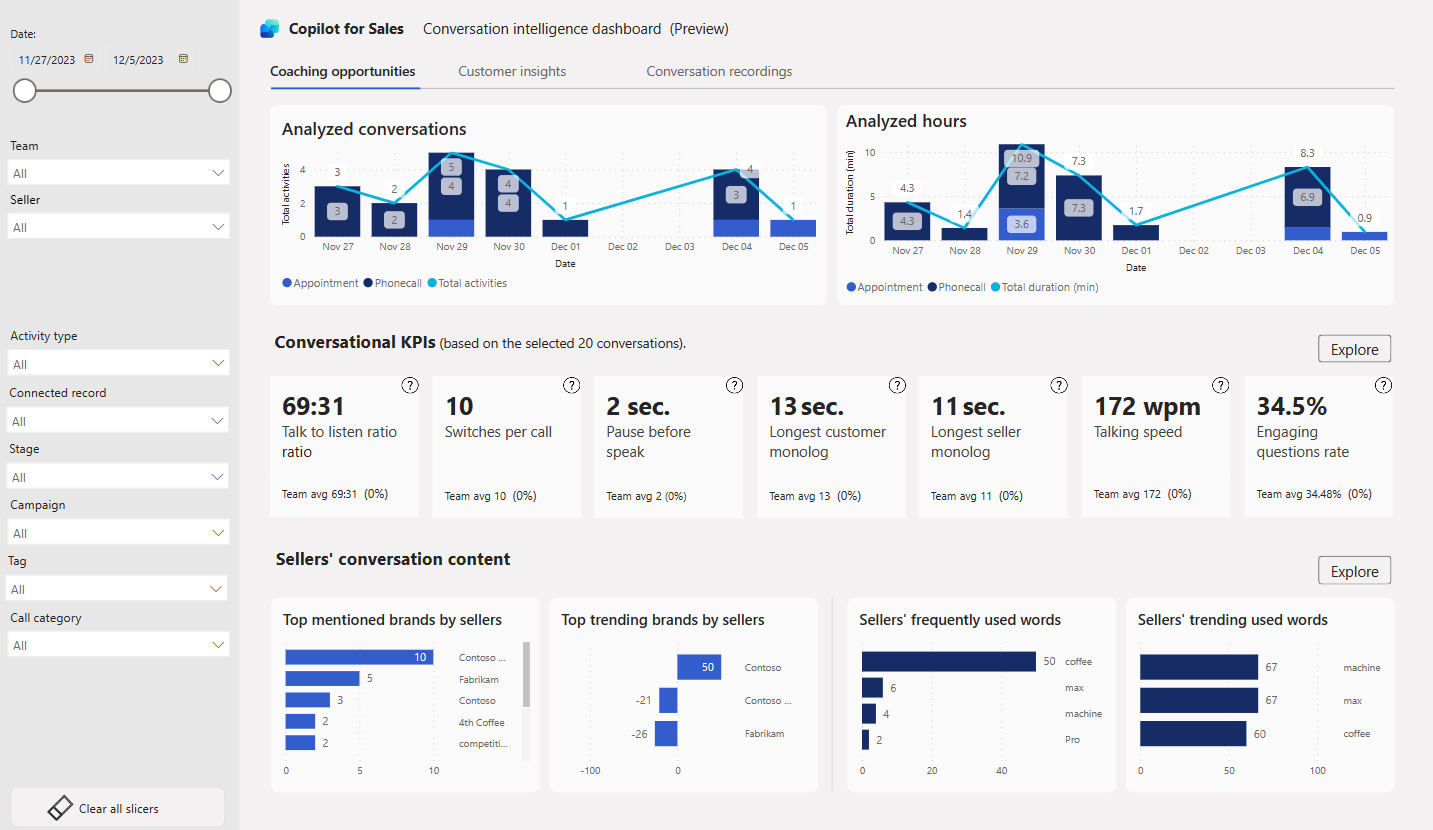 Date:
11/27/2023
12/5/2023
Team
All
Seller
All
Activity type
All
Connected record
All
Stage
All
Campaign
All
Tag
All
Call category
All
Clear all slicers
Copilot for Sales
Conversation intelligence dashboard (Preview)
Coaching opportunities
Customer insights
Conversation recordings
Analyzed conversations
Total activities
4
2
0
3
3
2
2
5
4
4
4
1
4
3
1
Nov 27
Nov 28
Nov 29
Nov 30
Dec 01
Dec 02
Dec 03
Dec 04
Dec 05
Date
Appointment
Phonecall
Total activities
Analyzed hours
Total duration (min)
10
5
0
4.3
4.3
1.4
10.9
7.2
3.6
7.3
7.3
1.7
8.3
6.9
0.9
Nov 27
Nov 28
Nov 29
Nov 30
Dec 01
Dec 02
Dec 03
Dec 04
Dec 05
Date
Appointment
Phonecall
Total duration (min)
Conversational KPIs (based on the selected 20 conversations).
Explore
?
69:31
Talk to listen ratio
ratio
Team avg 69:31 (0%)
?
10
Switches per call
Team avg 10 (0%)
?
2 sec.
Pause before
speak
Team avg 2 (0%)
?
13 sec.
Longest customer
monolog
Team avg 13 (0%)
?
11 sec.
Longest seller
monolog
Team avg 11 (0%)
?
172 wpm
Talking speed
Team avg 172 (0%)
?
34.5%
Engaging
questions rate
Team avg 34.48% (0%)
Sellers' conversation content
Explore
Top mentioned brands by sellers
10 Contoso ...
5 Fabrikam
3 Contoso
2 4th Coffee
2 competiti...
0 5 10
Top trending brands by sellers
50 Contoso
-21 Contoso ...
-26 Fabrikam
-100 0
Sellers' frequently used words
50 coffee
6 max
4 machine
2 Pro
0 20 40
Sellers' trending used words
67 machine
67 max
60 coffee
0 50 100